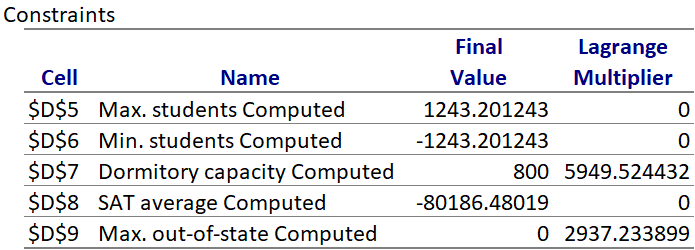 Constraints
Final Lagrange
Cell Name Value Multiplier
$D$5 Max. students Computed 1243.201243 0
$D$6 Min. students Computed -1243.201243 0
$D$7 Dormitory capacity Computed 800 5949.524432
$D$8 SAT average Computed -80186.48019 0
$D$9 Max. out-of-state Computed 0 2937.233899